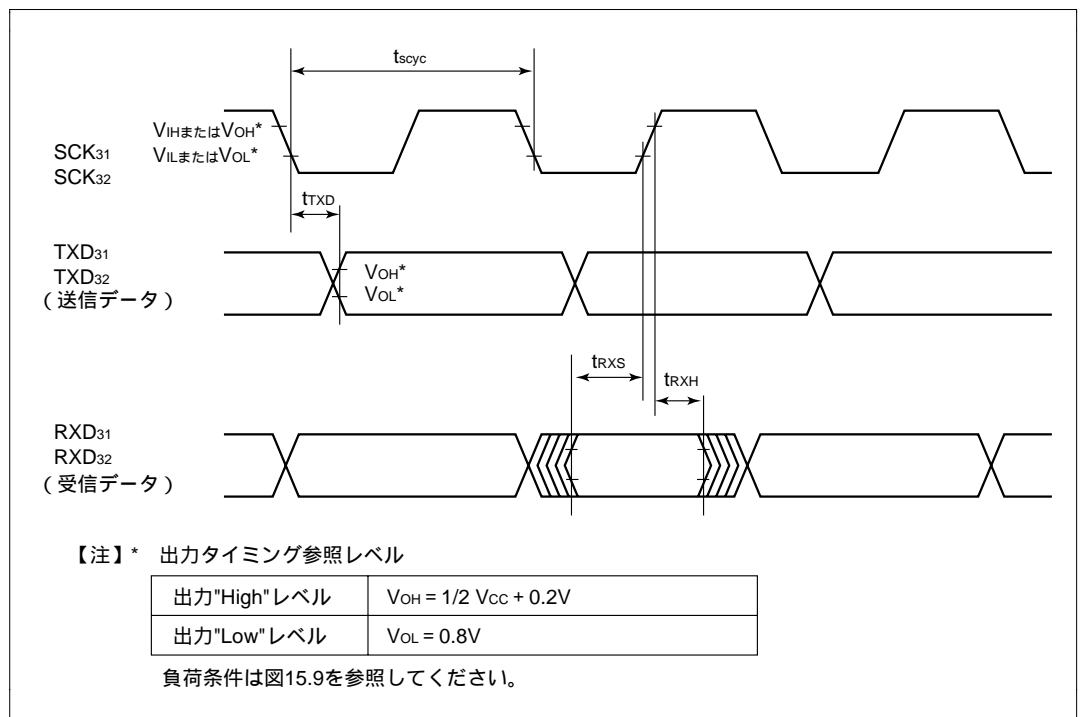 tscyc
VIHまたはVOH*
VILまたはVOL*
SCK31
SCK32
tTXD
TXD31
TXD32
(送信データ)
VOH*
VOL*
tRXS
tRXH
RXD31
RXD32
(受信データ)
【注】* 出力タイミング参照レベル
出力"High"レベル VOH = 1/2 VCC + 0.2V
出力"Low"レベル VOL = 0.8V
負荷条件は図15.9を参照してください。